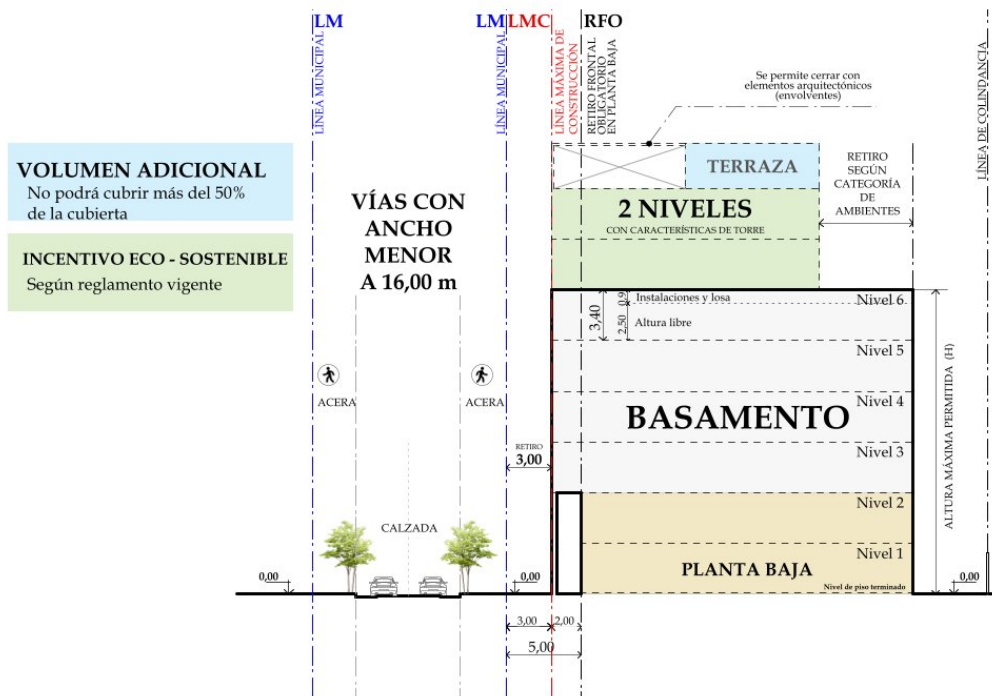 LM
LM
LMC
RFO
LÍNEA MUNICIPAL
LÍNEA MUNICIPAL
LÍNEA MÁXIMA DE
CONSTRUCCIÓN
RETIRO FRONTAL
OBLIGATORIO
EN PLANTA BAJA
LÍNEA DE COLINDANCIA
Se permite cerrar con
elementos arquitectónicos
(envolventes)
VOLUMEN ADICIONAL
No podrá cubrir más del 50%
de la cubierta
INCENTIVO ECO - SOSTENIBLE
Según reglamento vigente
VÍAS CON
ANCHO
MENOR
A 16,00 m
TERRAZA
RETIRO
SEGÚN
CATEGORÍA
DE
AMBIENTES
2 NIVELES
CON CARACTERÍSTICAS DE TORRE
0,9
Instalaciones y losa
Nivel 6
3,40
2,50
Altura libre
Nivel 5
ACERA
ACERA
Nivel 4
BASAMENTO
RETIRO
3,00
Nivel 3
ALTURA MÁXIMA PERMITIDA (H)
Nivel 2
CALZADA
Nivel 1
PLANTA BAJA
Nivel de piso terminado
0,00
0,00
0,00
3,00
2,00
5,00